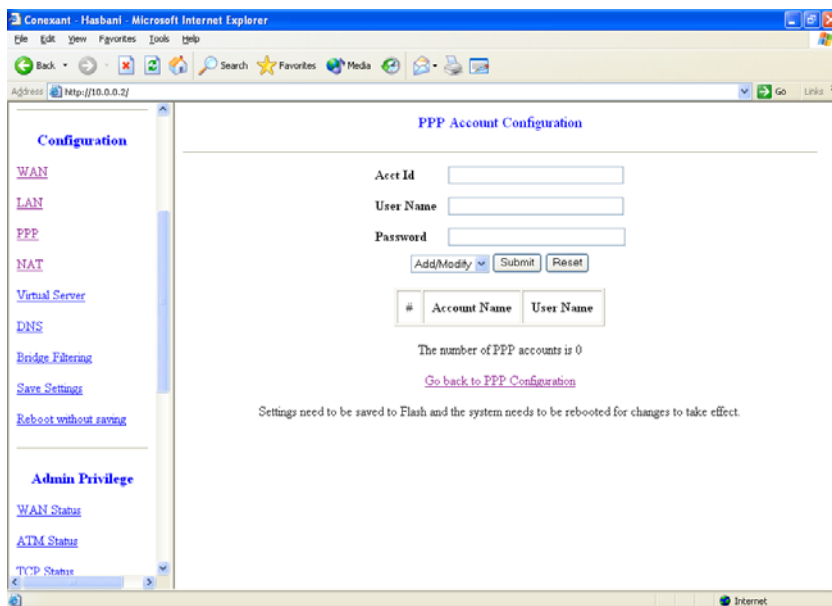 Conexant - Hasbani - Microsoft Internet Explorer
File Edit View Favorites Tools Help
Back Search Favorites Media
Address http://10.0.0.2/ Go Links
Configuration
WAN
LAN
PPP
NAT
Virtual Server
DNS
Bridge Filtering
Save Settings
Reboot without saving
Admin Privilege
WAN Status
ATM Status
TCP Status
PPP Account Configuration
Acct Id
User Name
Password
Add/Modify Submit Reset
# Account Name User Name
The number of PPP accounts is 0
Go back to PPP Configuration
Settings need to be saved to Flash and the system needs to be rebooted for changes to take effect.
Internet